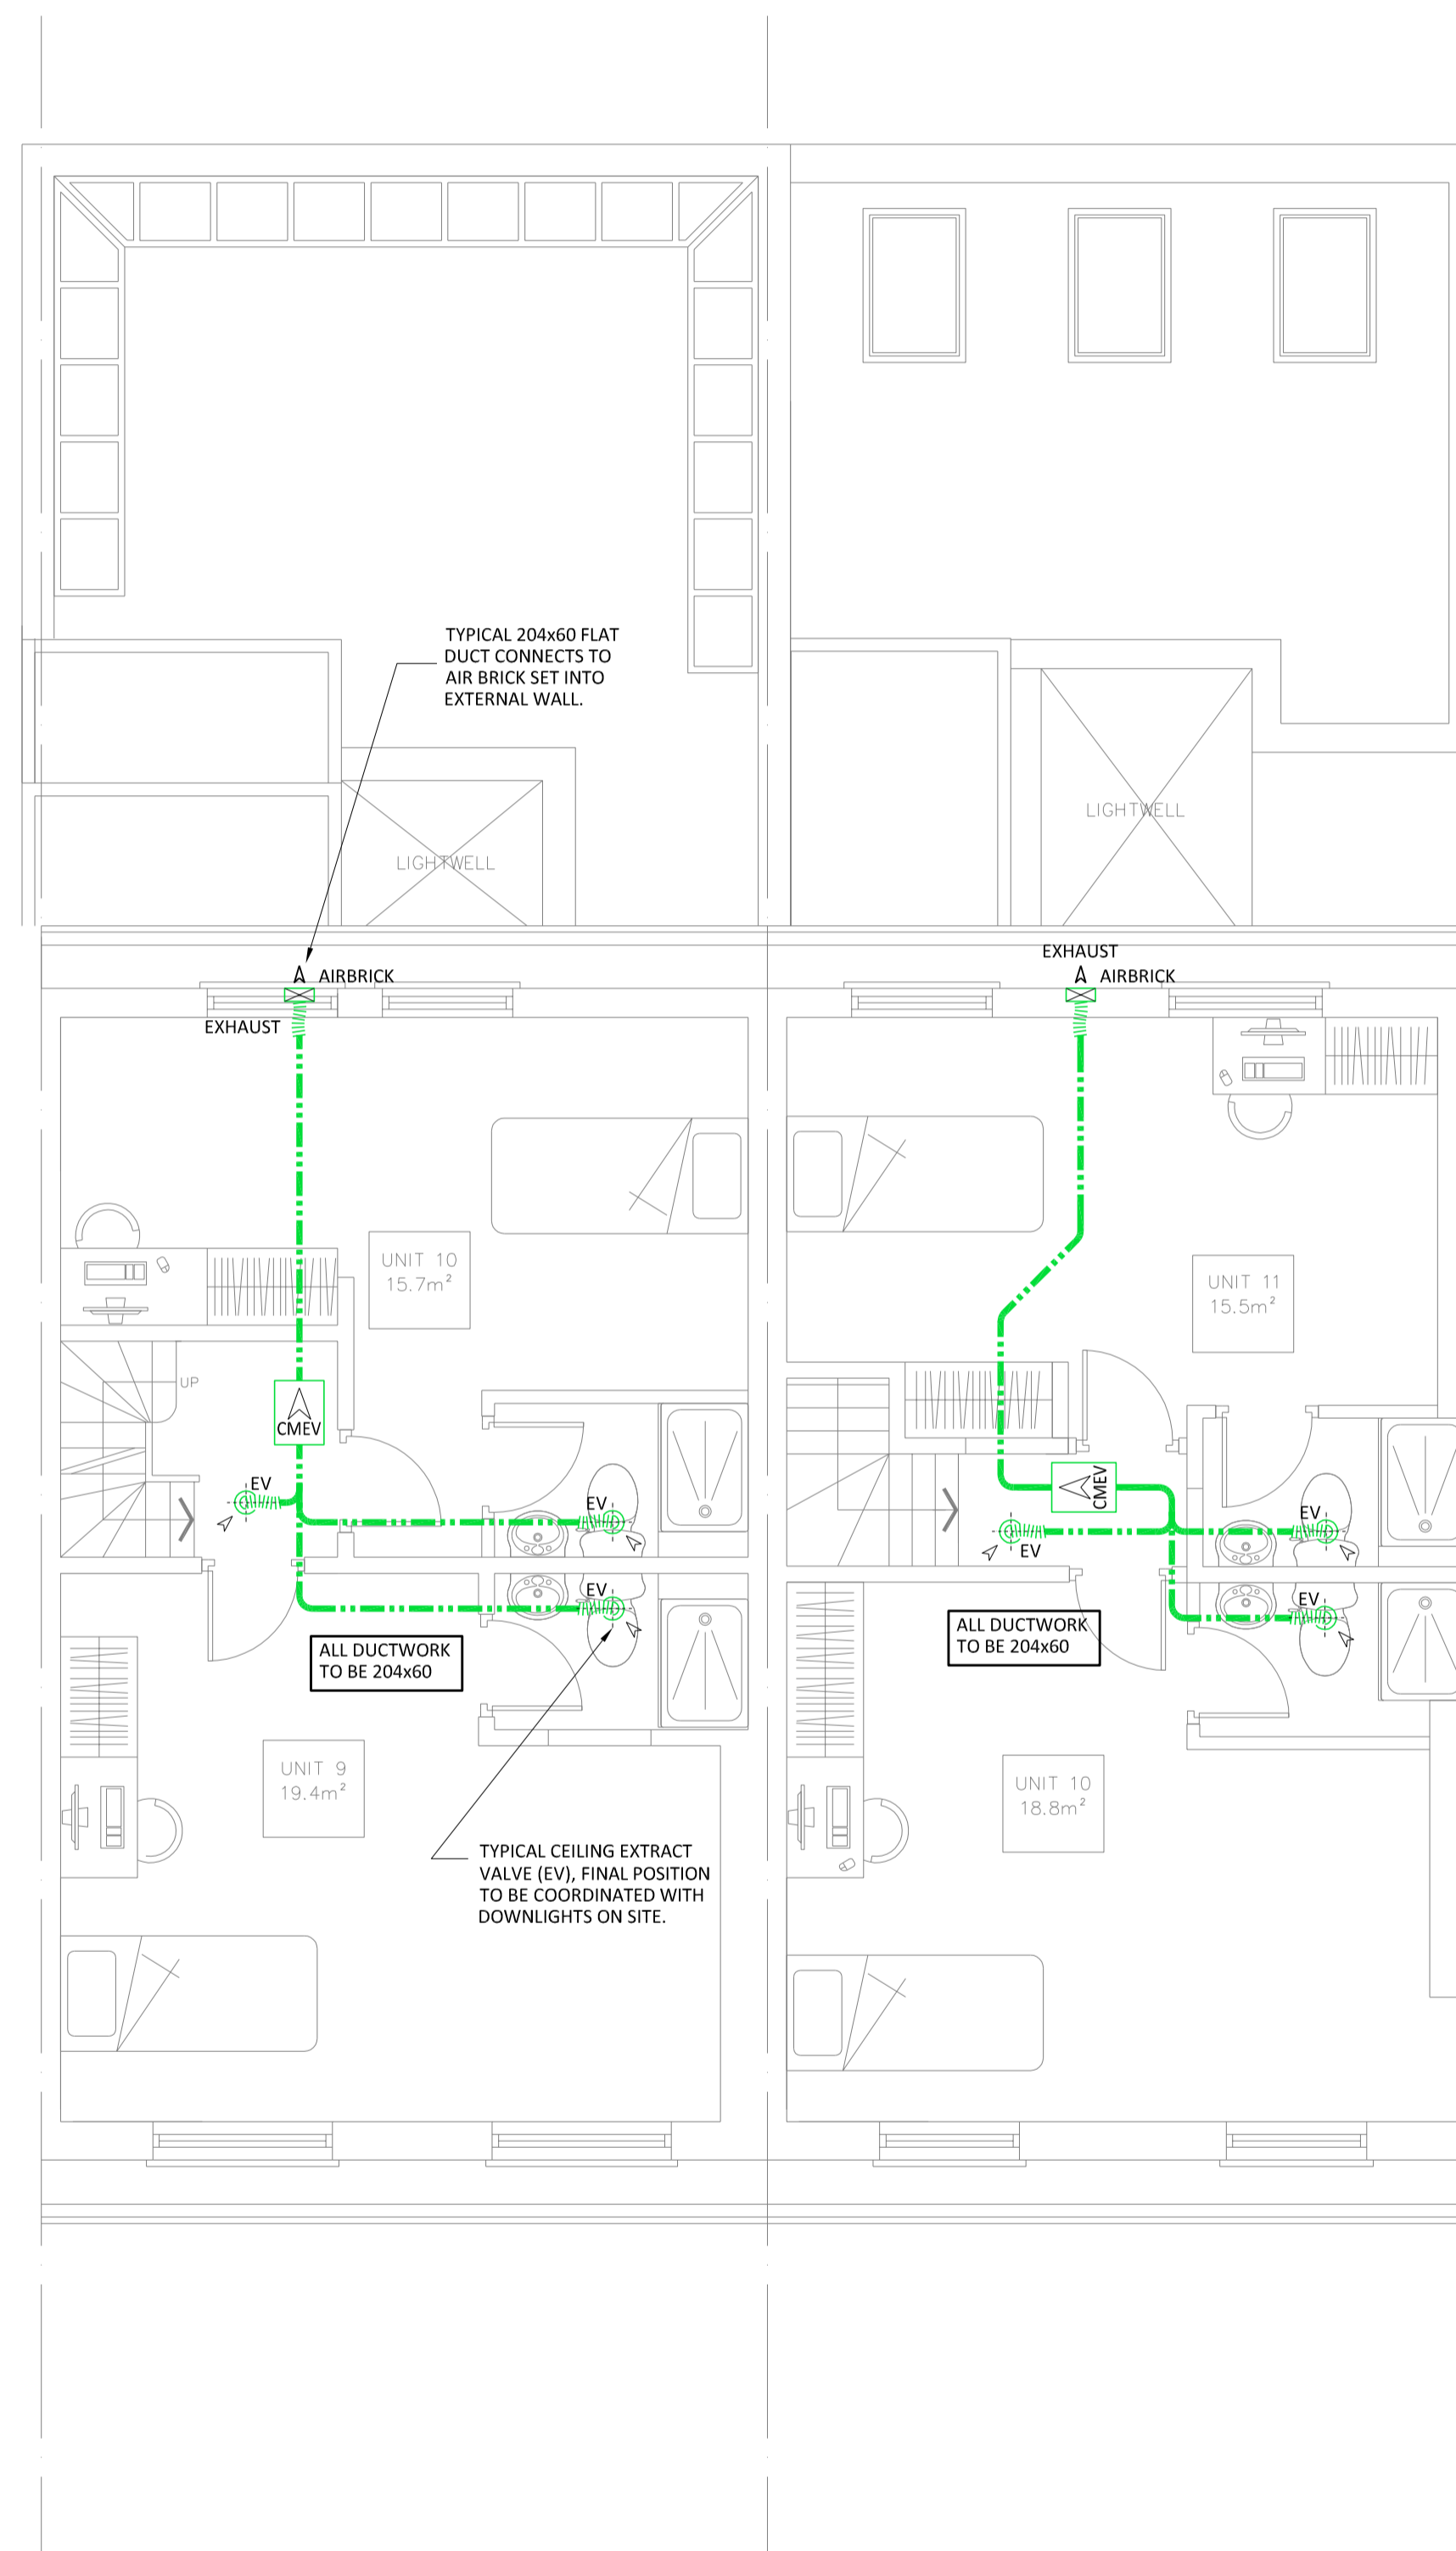 TYPICAL 204x60 FLAT
DUCT CONNECTS TO
AIR BRICK SET INTO
EXTERNAL WALL.
LIGHTWELL
LIGHTWELL
AIRBRICK
EXHAUST
EXHAUST
AIRBRICK
UNIT 10
15.7m²
UP
CMEV
EV
EV
EV
ALL DUCTWORK
TO BE 204x60
UNIT 9
19.4m²
TYPICAL CEILING EXTRACT
VALVE (EV), FINAL POSITION
TO BE COORDINATED WITH
DOWNLIGHTS ON SITE.
UNIT 11
15.5m²
CMEV
EV
EV
EV
ALL DUCTWORK
TO BE 204x60
UNIT 10
18.8m²